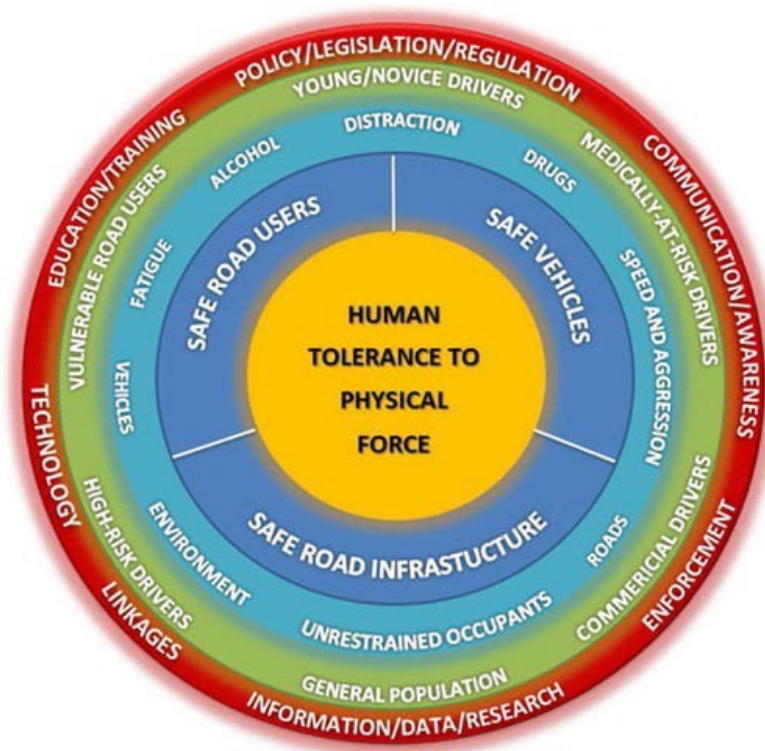 POLICY/LEGISLATION/REGULATION
COMMUNICATION/AWARENESS
ENFORCEMENT
INFORMATION/DATA/RESEARCH
LINKAGES
TECHNOLOGY
EDUCATION/TRAINING
YOUNG/NOVICE DRIVERS
MEDICALLY-AT-RISK DRIVERS
COMMERICIAL DRIVERS
GENERAL POPULATION
HIGH-RISK DRIVERS
VULNERABLE ROAD USERS
DISTRACTION
DRUGS
SPEED AND AGGRESSION
ROADS
UNRESTRAINED OCCUPANTS
ENVIRONMENT
VEHICLES
FATIGUE
ALCOHOL
SAFE ROAD USERS
SAFE VEHICLES
SAFE ROAD INFRASTUCTURE
HUMAN
TOLERANCE TO
PHYSICAL
FORCE